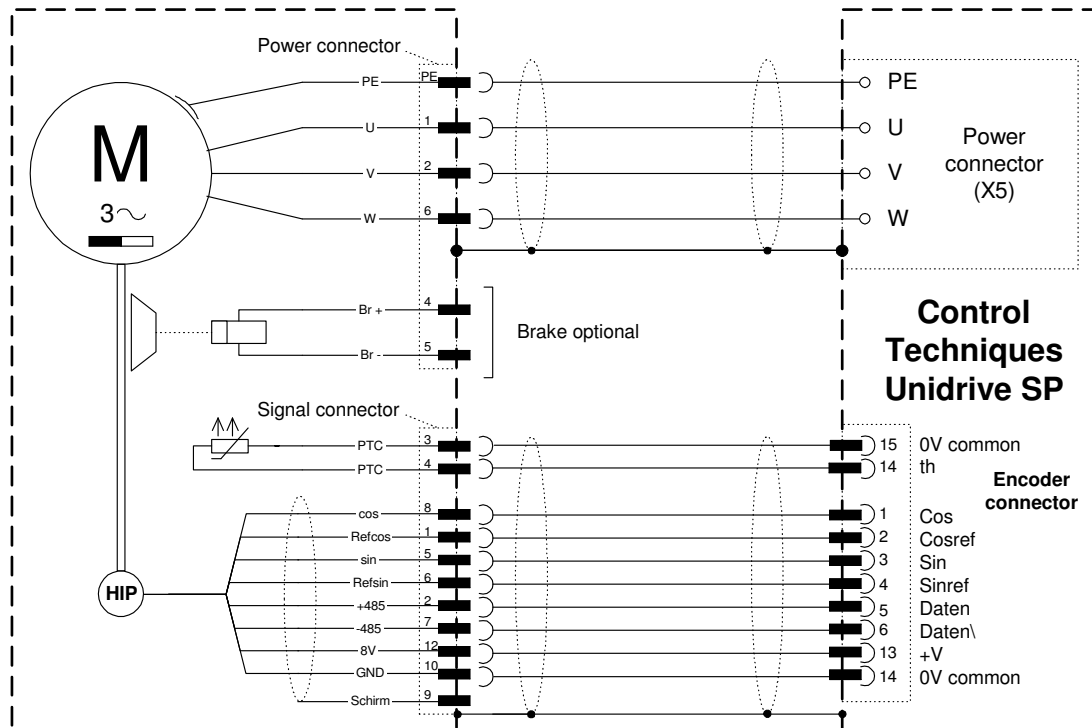 Power connector
PE PE PE
M U 1 U
3 V 2 V
W 6 W
Power
connector
(X5)
Br + 4
Br - 5
Brake optional
Control
Techniques
Unidrive SP
Signal connector
PTC 3 15 0V common
PTC 4 14 th
Encoder
connector
cos 8 1 Cos
Refcos 1 2 Cosref
sin 5 3 Sin
Refsin 6 4 Sinref
HIP
+485 2 5 Daten
-485 7 6 Daten\
8V 12 13 +V
GND 10 14 0V common
Schirm 9